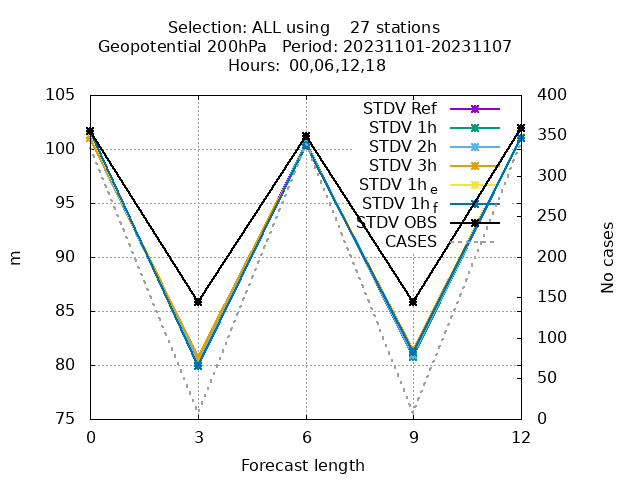 Selection: ALL using    27 stations
Geopotential 200hPa   Period: 20231101-20231107
Hours: 00,06,12,18
105
100
95
90
85
80
75
m
400
350
300
250
200
150
100
50
0
No cases
STDV Ref
STDV 1h
STDV 2h
STDV 3h
STDV 1h e
STDV 1h f
STDV OBS
CASES
0 3 6 9 12
Forecast length